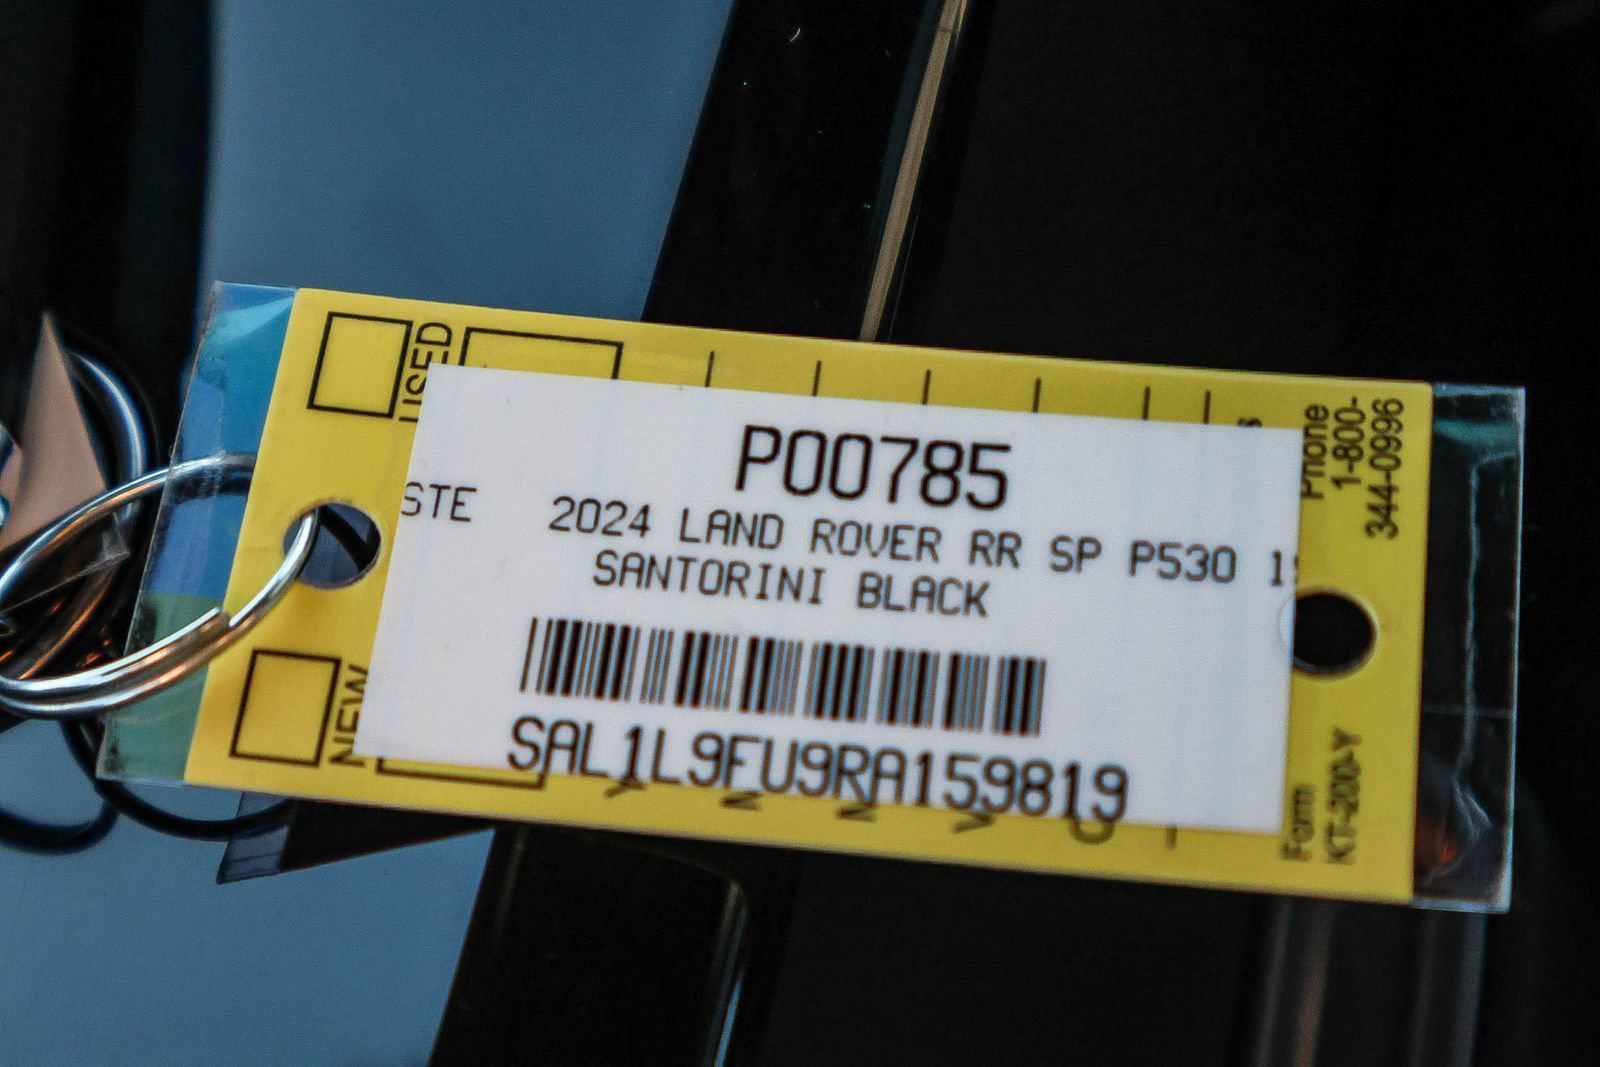 USED
P00785
STE 2024 LAND ROVER RR SP P530
SANTORINI BLACK
SAL1L9FU9RA159819
NEW
Phone
1-800-
344-0996
Form
KT-200-Y